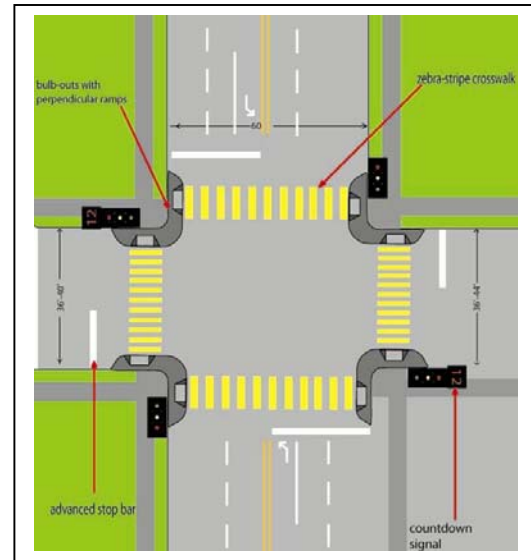 bulb-outs with
perpendicular ramps
zebra-stripe crosswalk
60
12
36'-40'
36'-44'
12
advanced stop bar
countdown
signal